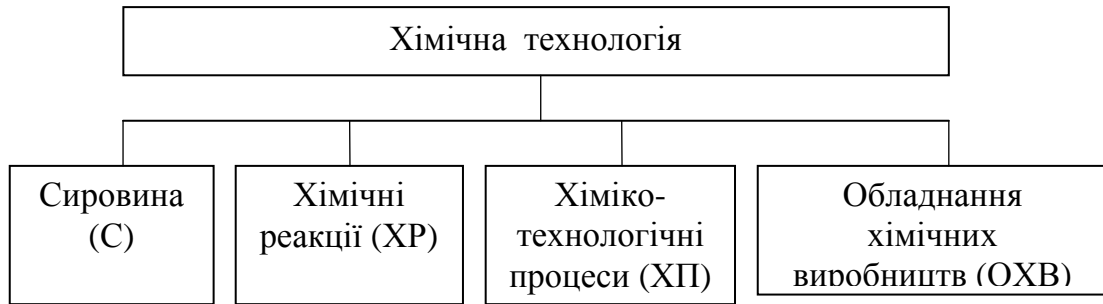 Хімічна технологія
Сировина
(С)
Хімічні
реакції (ХР)
Хіміко-
технологічні
процеси (ХП)
Обладнання
хімічних
виробництв (ОХВ)